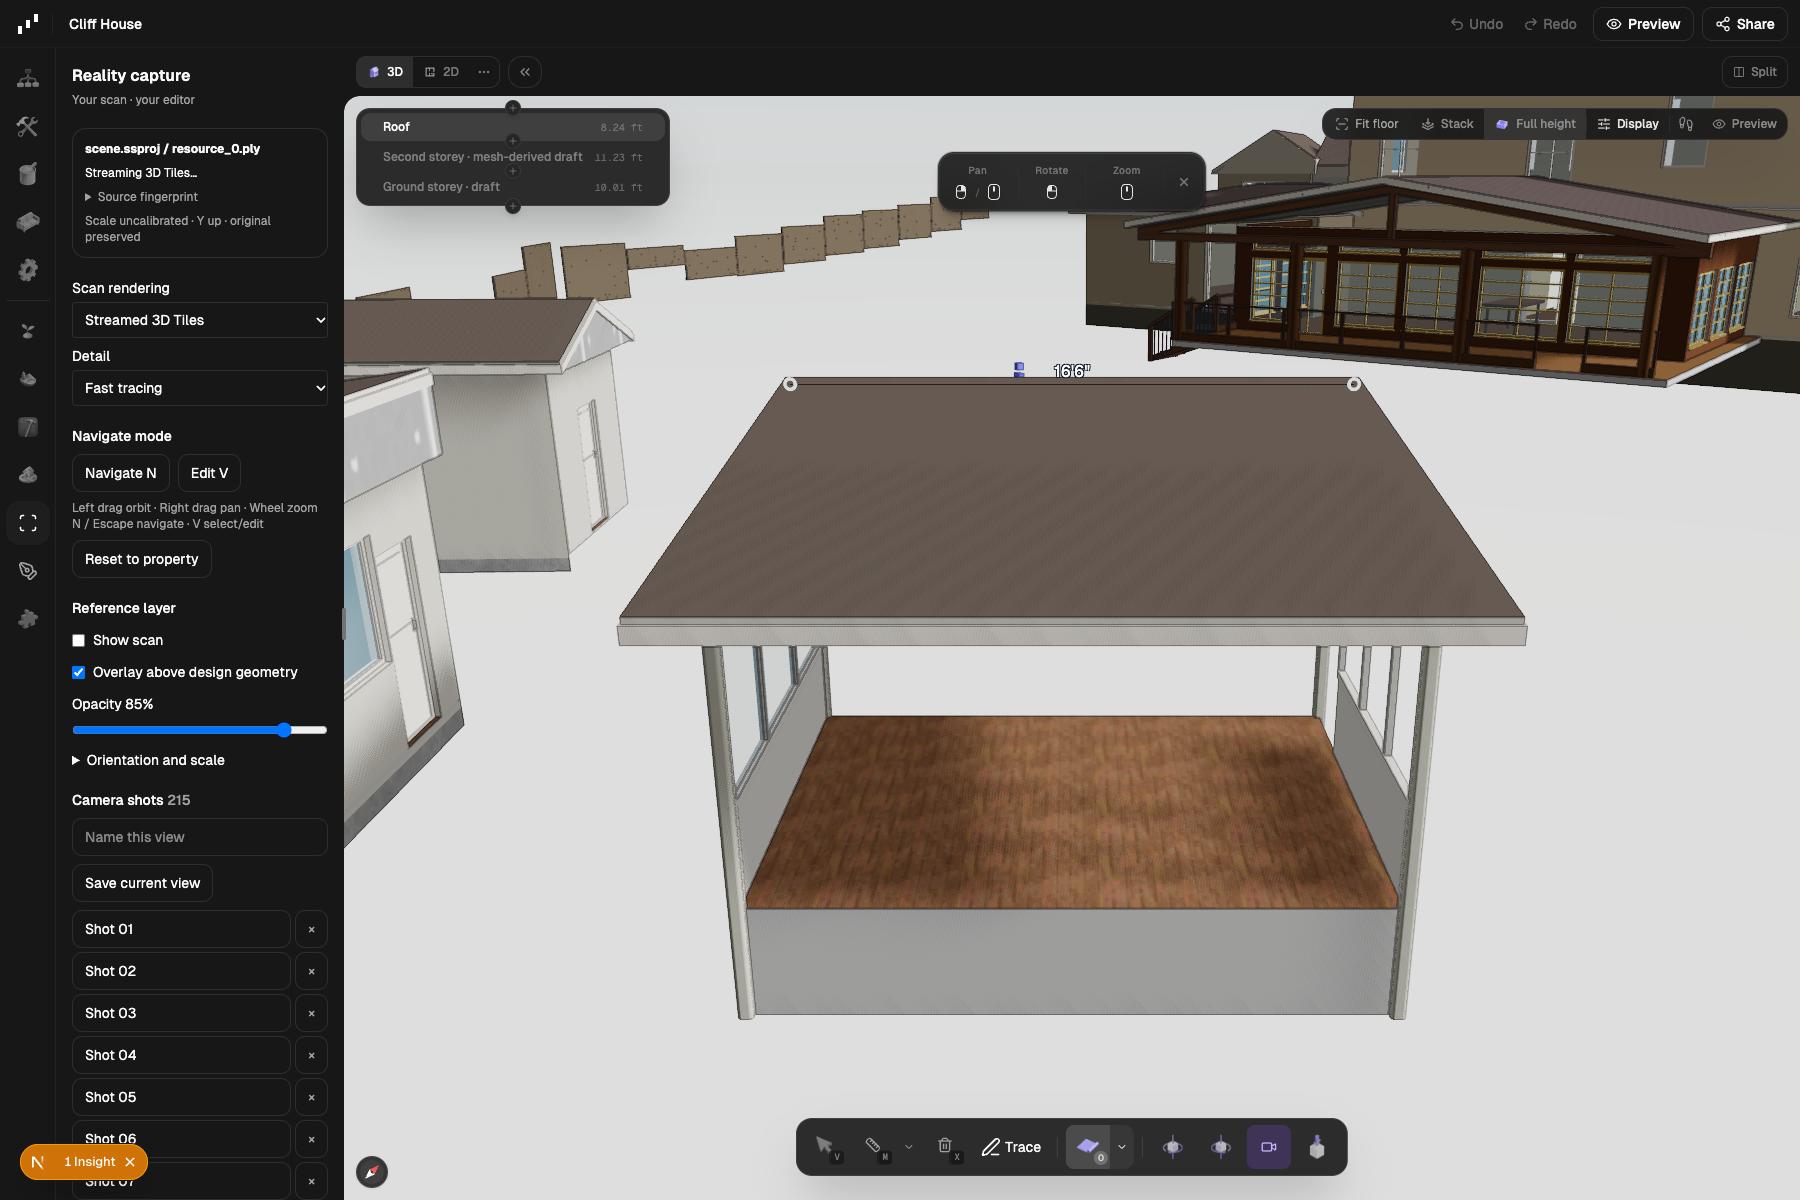 Cliff House
Undo
Redo
Preview
Share
Reality capture
Your scan · your editor
scene.ssproj / resource_0.ply
Streaming 3D Tiles…
Source fingerprint
Scale uncalibrated · Y up · original
preserved
Scan rendering
Streamed 3D Tiles
Detail
Fast tracing
Navigate mode
Navigate N
Edit V
Left drag orbit · Right drag pan · Wheel zoom
N / Escape navigate · V select/edit
Reset to property
Reference layer
Show scan
Overlay above design geometry
Opacity 85%
Orientation and scale
Camera shots 215
Name this view
Save current view
Shot 01 ×
Shot 02 ×
Shot 03 ×
Shot 04 ×
Shot 05 ×
Shot 06 ×
Shot 07 ×
N 1 Insight
3D
2D
Split
Roof 8.24 ft
Second storey · mesh-derived draft 11.23 ft
Ground storey · draft 10.01 ft
Pan
Rotate
Zoom
/
Fit floor
Stack
Full height
Display
Preview
16'6"
V
M
X
Trace
0